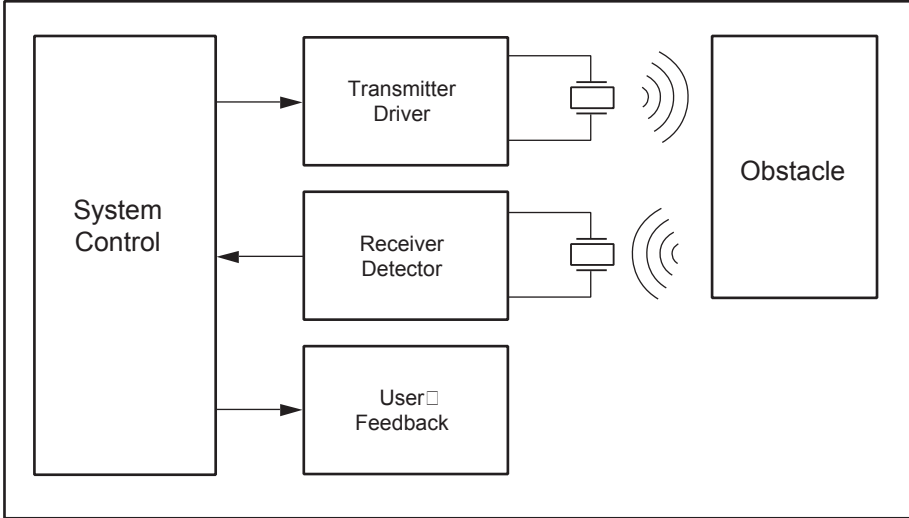 System
Control
Transmitter
Driver
Receiver
Detector
User□
Feedback
Obstacle